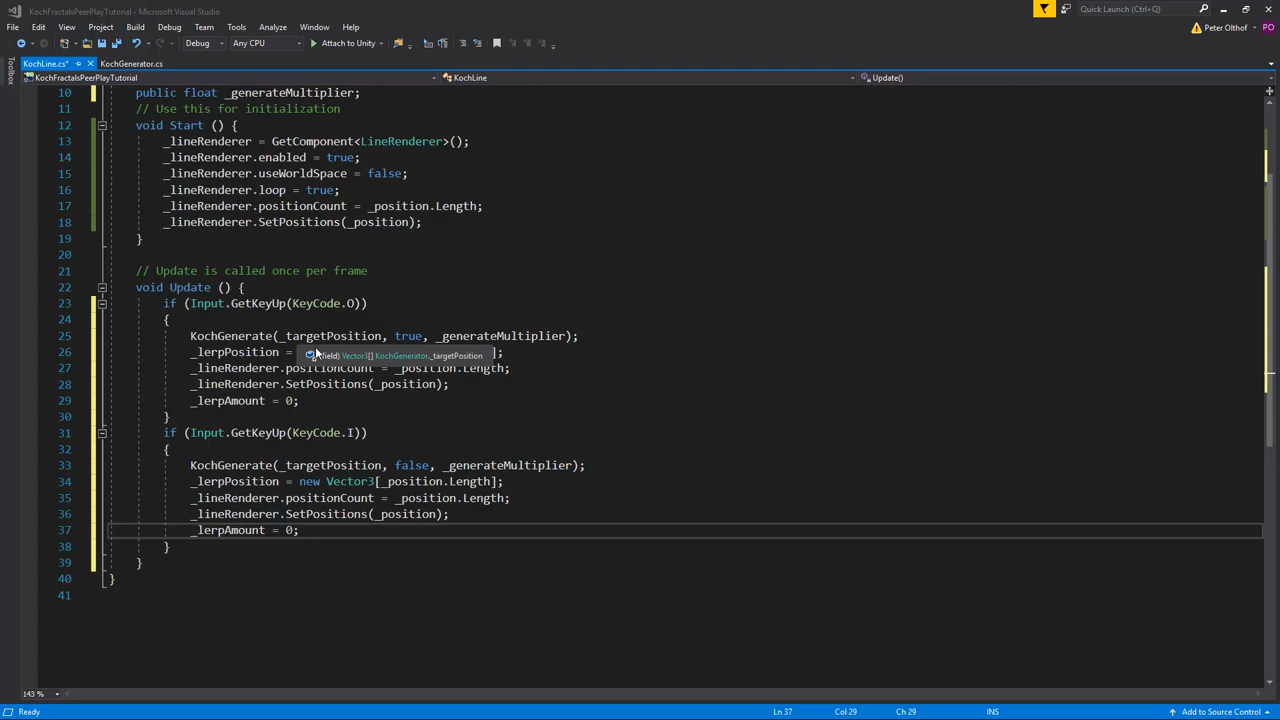 KochFractalsPeerPlayTutorial - Microsoft Visual Studio
Quick Launch (Ctrl+Q)
File Edit View Project Build Debug Team Tools Architecture Test Analyze Window Help
Peter Olthof PO
Debug Any CPU Attach to Unity
Toolbox
KochLine.cs* KochGenerator.cs
KochFractalsPeerPlayTutorial KochLine Update()
10 public float _generateMultiplier;
11 // Use this for initialization
12 void Start () {
13 _lineRenderer = GetComponent<LineRenderer>();
14 _lineRenderer.enabled = true;
15 _lineRenderer.useWorldSpace = false;
16 _lineRenderer.loop = true;
17 _lineRenderer.positionCount = _position.Length;
18 _lineRenderer.SetPositions(_position);
19 }
20
21 // Update is called once per frame
22 void Update () {
23 if (Input.GetKeyUp(KeyCode.O))
24 {
25 KochGenerate(_targetPosition, true, _generateMultiplier);
26 _lerpPosition = ];
(field) Vector3[] KochGenerator._targetPosition
27 _lineRenderer.positionCount = _position.Length;
28 _lineRenderer.SetPositions(_position);
29 _lerpAmount = 0;
30 }
31 if (Input.GetKeyUp(KeyCode.I))
32 {
33 KochGenerate(_targetPosition, false, _generateMultiplier);
34 _lerpPosition = new Vector3[_position.Length];
35 _lineRenderer.positionCount = _position.Length;
36 _lineRenderer.SetPositions(_position);
37 _lerpAmount = 0;
38 }
39 }
40 }
41
143 %
Ready Ln 37 Col 29 Ch 29 INS Add to Source Control